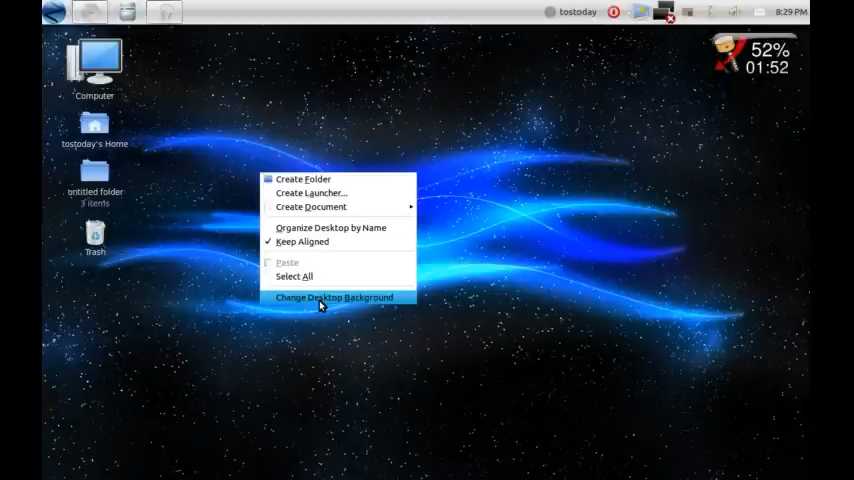 tostoday
8:29 PM
52%
01:52
Computer
tostoday's Home
untitled folder
3 items
Trash
Create Folder
Create Launcher...
Create Document
Organize Desktop by Name
Keep Aligned
Paste
Select All
Change Desktop Background